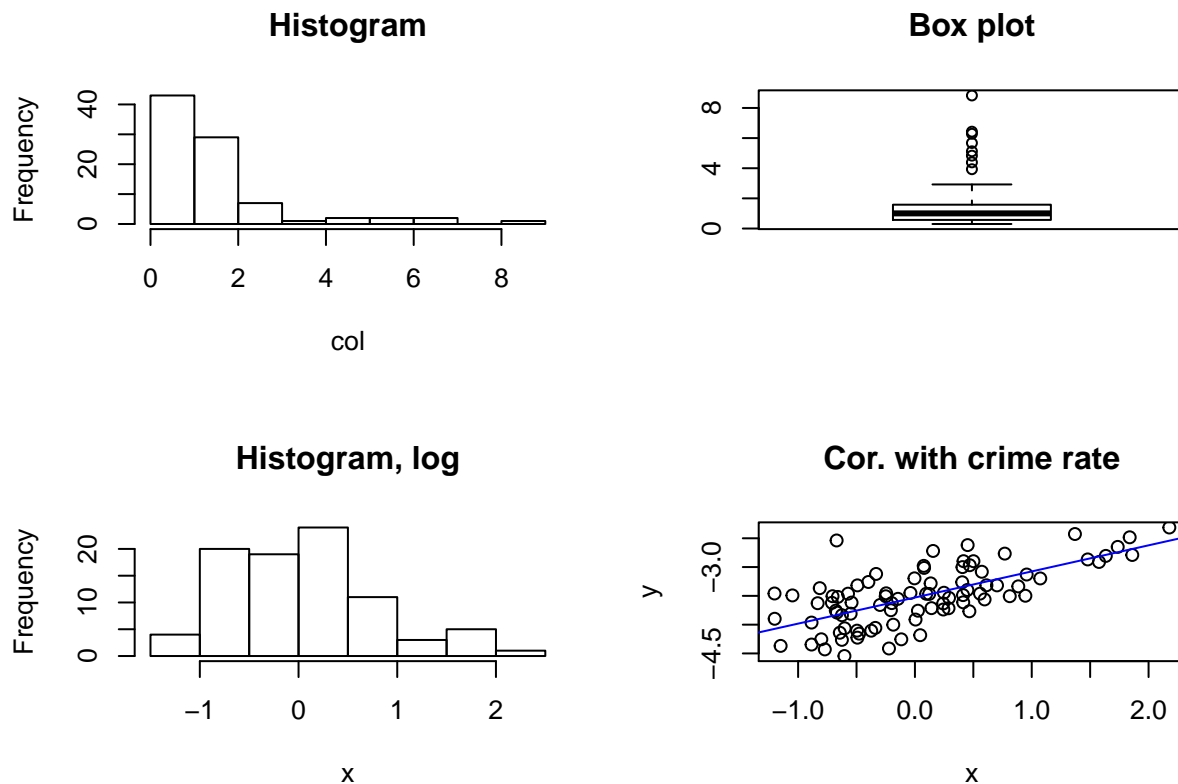 Histogram
Frequency
0
20
40
0
2
4
6
8
col
Box plot
0
4
8
Histogram, log
Frequency
0
10
20
−1
0
1
2
x
Cor. with crime rate
y
−4.5
−3.0
−1.0
0.0
1.0
2.0
x